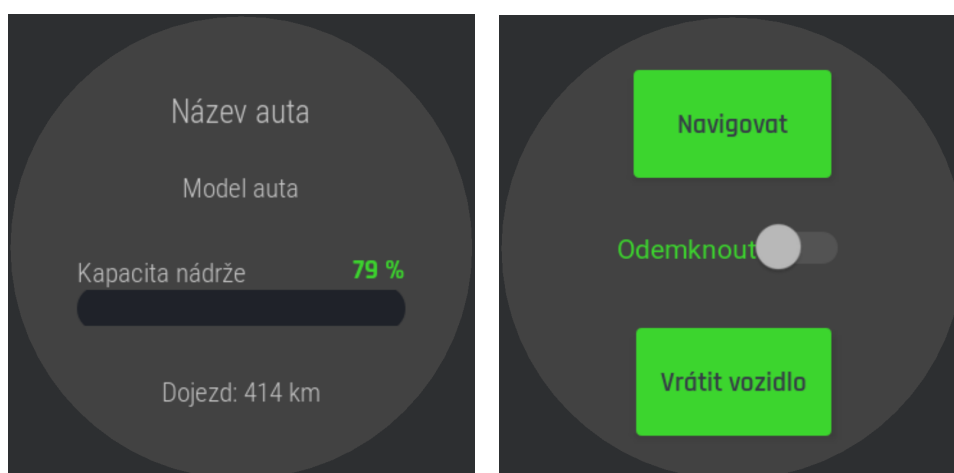 Název auta
Model auta
Kapacita nádrže 79 %
Dojezd: 414 km
Navigovat
Odemknout
Vrátit vozidlo